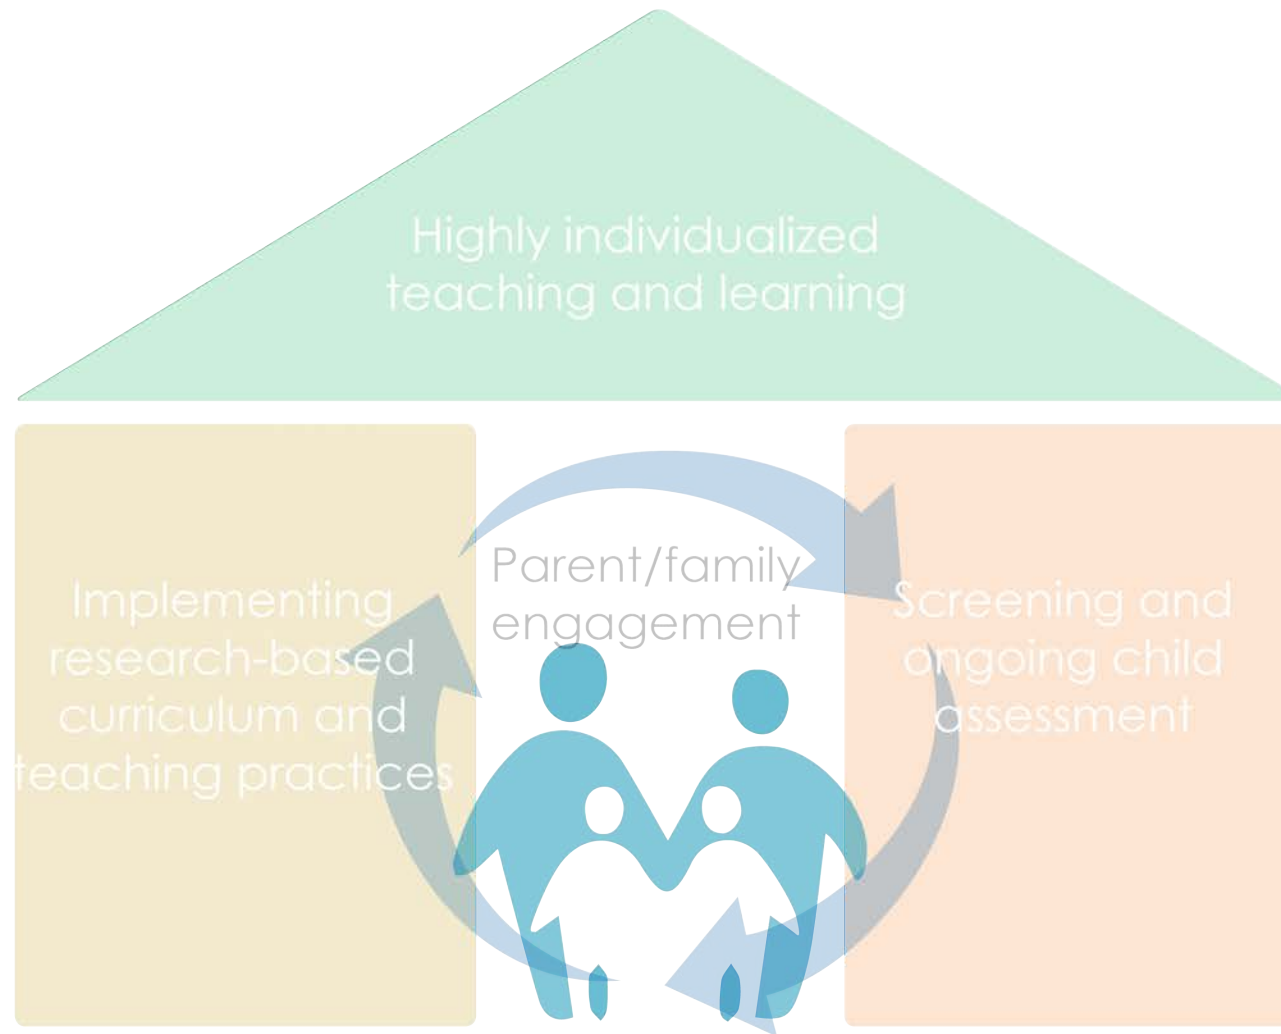 Highly individualized
teaching and learning
Implementing
research-based
curriculum and
teaching practices
Parent/family
engagement
Screening and
ongoing child
assessment